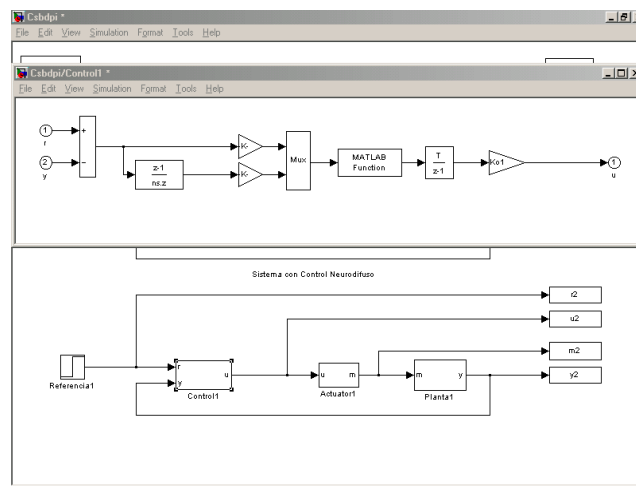 Csbdpi *
File Edit View Simulation Format Tools Help
Csbdpi/Control1 *
File Edit View Simulation Format Tools Help
1
r
+
2
y
−
z-1
ns.z
K-
K-
Mux
MATLAB
Function
T
z-1
Ko1
1
u
Sistema con Control Neurodifuso
r2
u2
m2
y2
Referencia1
r
y
u
Control1
u
m
Actuator1
m
y
Planta1